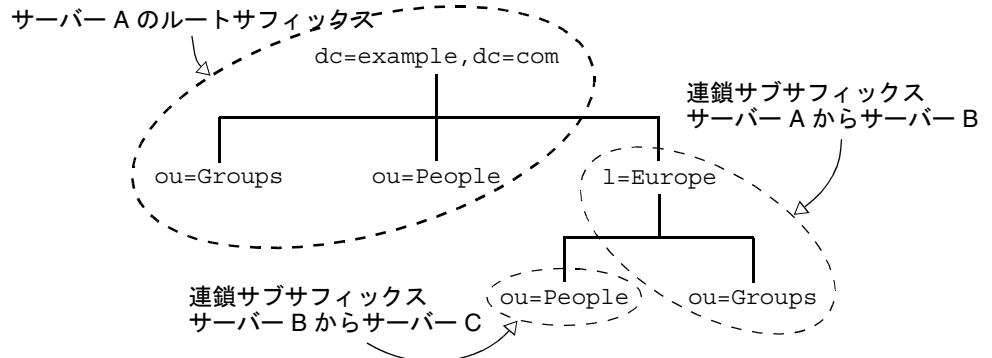 サーバー A のルートサフィックス
dc=example,dc=com
連鎖サブサフィックス
サーバー A からサーバー B
ou=Groups
ou=People
l=Europe
ou=People
ou=Groups
連鎖サブサフィックス
サーバー B からサーバー C